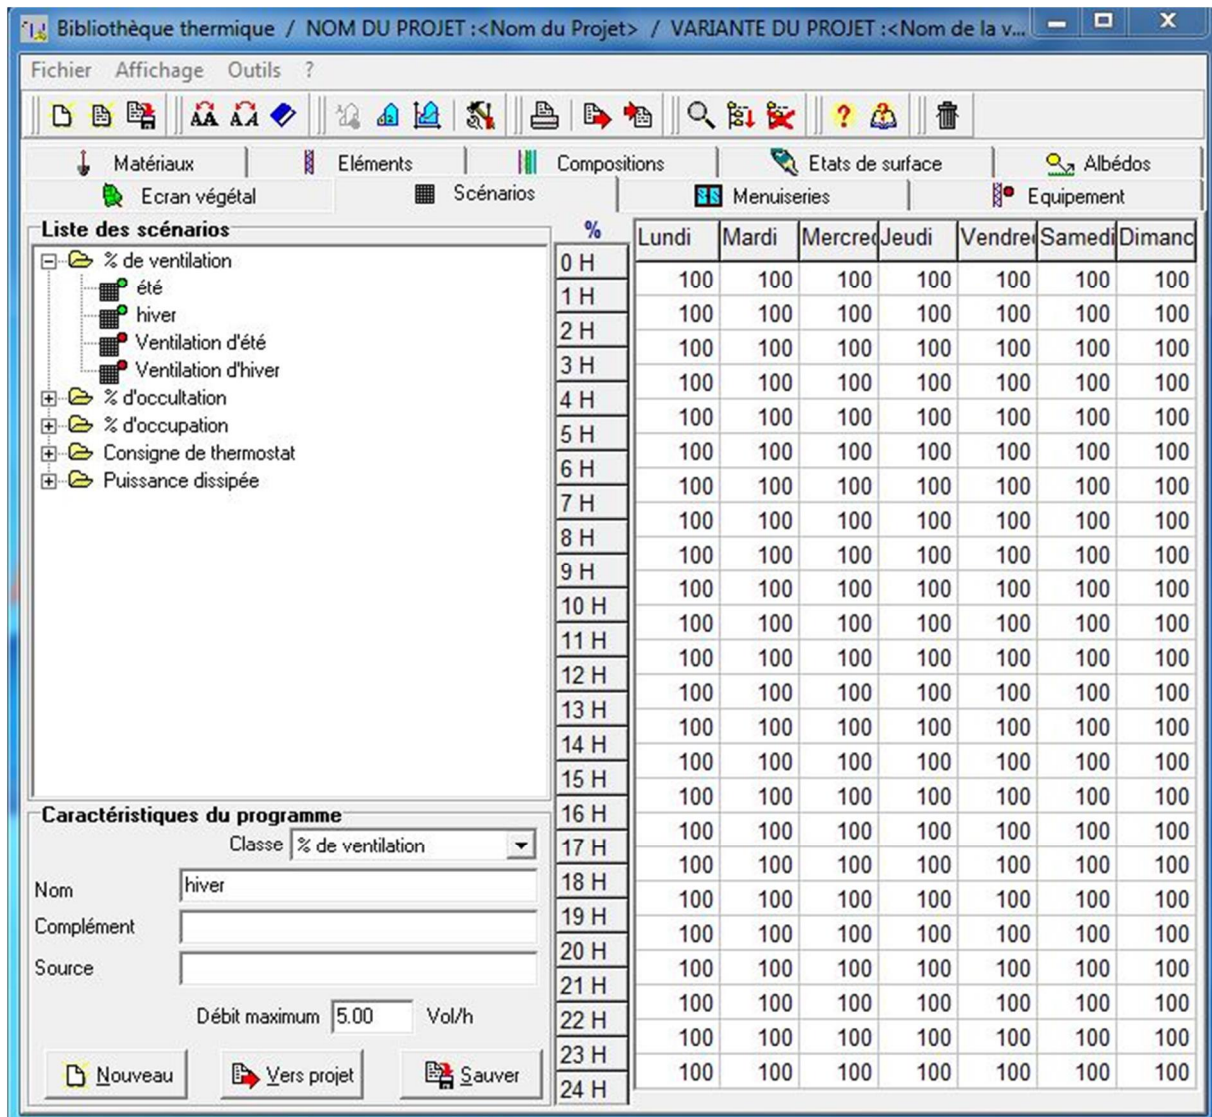 Bibliothèque thermique / NOM DU PROJET :<Nom du Projet> / VARIANTE DU PROJET :<Nom de la v...
Fichier Affichage Outils ?
Matériaux Eléments Compositions Etats de surface Albédos
Ecran végétal Scénarios Menuiseries Equipement
Liste des scénarios
% de ventilation
été
hiver
Ventilation d'été
Ventilation d'hiver
% d'occultation
% d'occupation
Consigne de thermostat
Puissance dissipée
Caractéristiques du programme
Classe % de ventilation
Nom hiver
Complément
Source
Débit maximum 5.00 Vol/h
Nouveau Vers projet Sauver
% Lundi Mardi Mercred Jeudi Vendred Samedi Dimanc
0 H
100 100 100 100 100 100 100
1 H
100 100 100 100 100 100 100
2 H
100 100 100 100 100 100 100
3 H
100 100 100 100 100 100 100
4 H
100 100 100 100 100 100 100
5 H
100 100 100 100 100 100 100
6 H
100 100 100 100 100 100 100
7 H
100 100 100 100 100 100 100
8 H
100 100 100 100 100 100 100
9 H
100 100 100 100 100 100 100
10 H
100 100 100 100 100 100 100
11 H
100 100 100 100 100 100 100
12 H
100 100 100 100 100 100 100
13 H
100 100 100 100 100 100 100
14 H
100 100 100 100 100 100 100
15 H
100 100 100 100 100 100 100
16 H
100 100 100 100 100 100 100
17 H
100 100 100 100 100 100 100
18 H
100 100 100 100 100 100 100
19 H
100 100 100 100 100 100 100
20 H
100 100 100 100 100 100 100
21 H
100 100 100 100 100 100 100
22 H
100 100 100 100 100 100 100
23 H
100 100 100 100 100 100 100
24 H